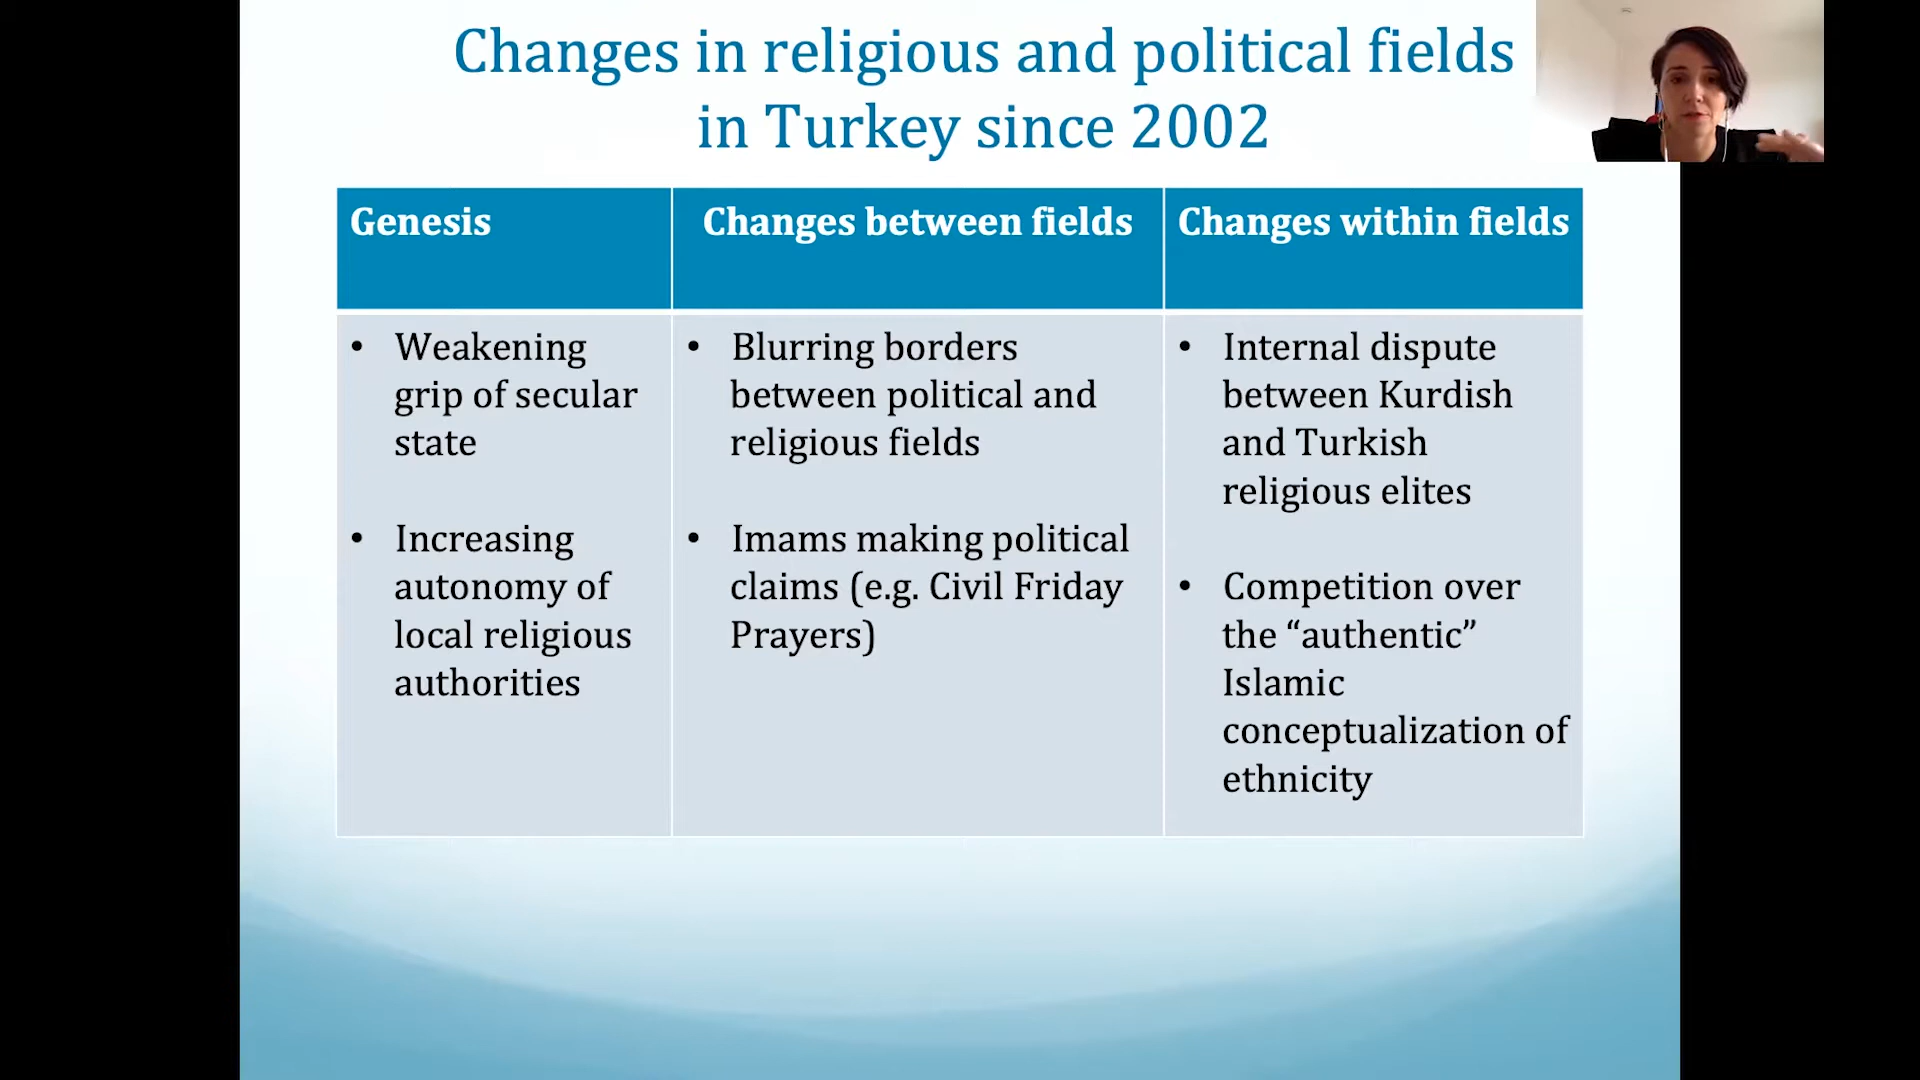 Changes in religious and political fields
in Turkey since 2002
Genesis
Changes between fields
Changes within fields
• Weakening
grip of secular
state
• Increasing
autonomy of
local religious
authorities
• Blurring borders
between political and
religious fields
• Imams making political
claims (e.g. Civil Friday
Prayers)
• Internal dispute
between Kurdish
and Turkish
religious elites
• Competition over
the “authentic”
Islamic
conceptualization of
ethnicity